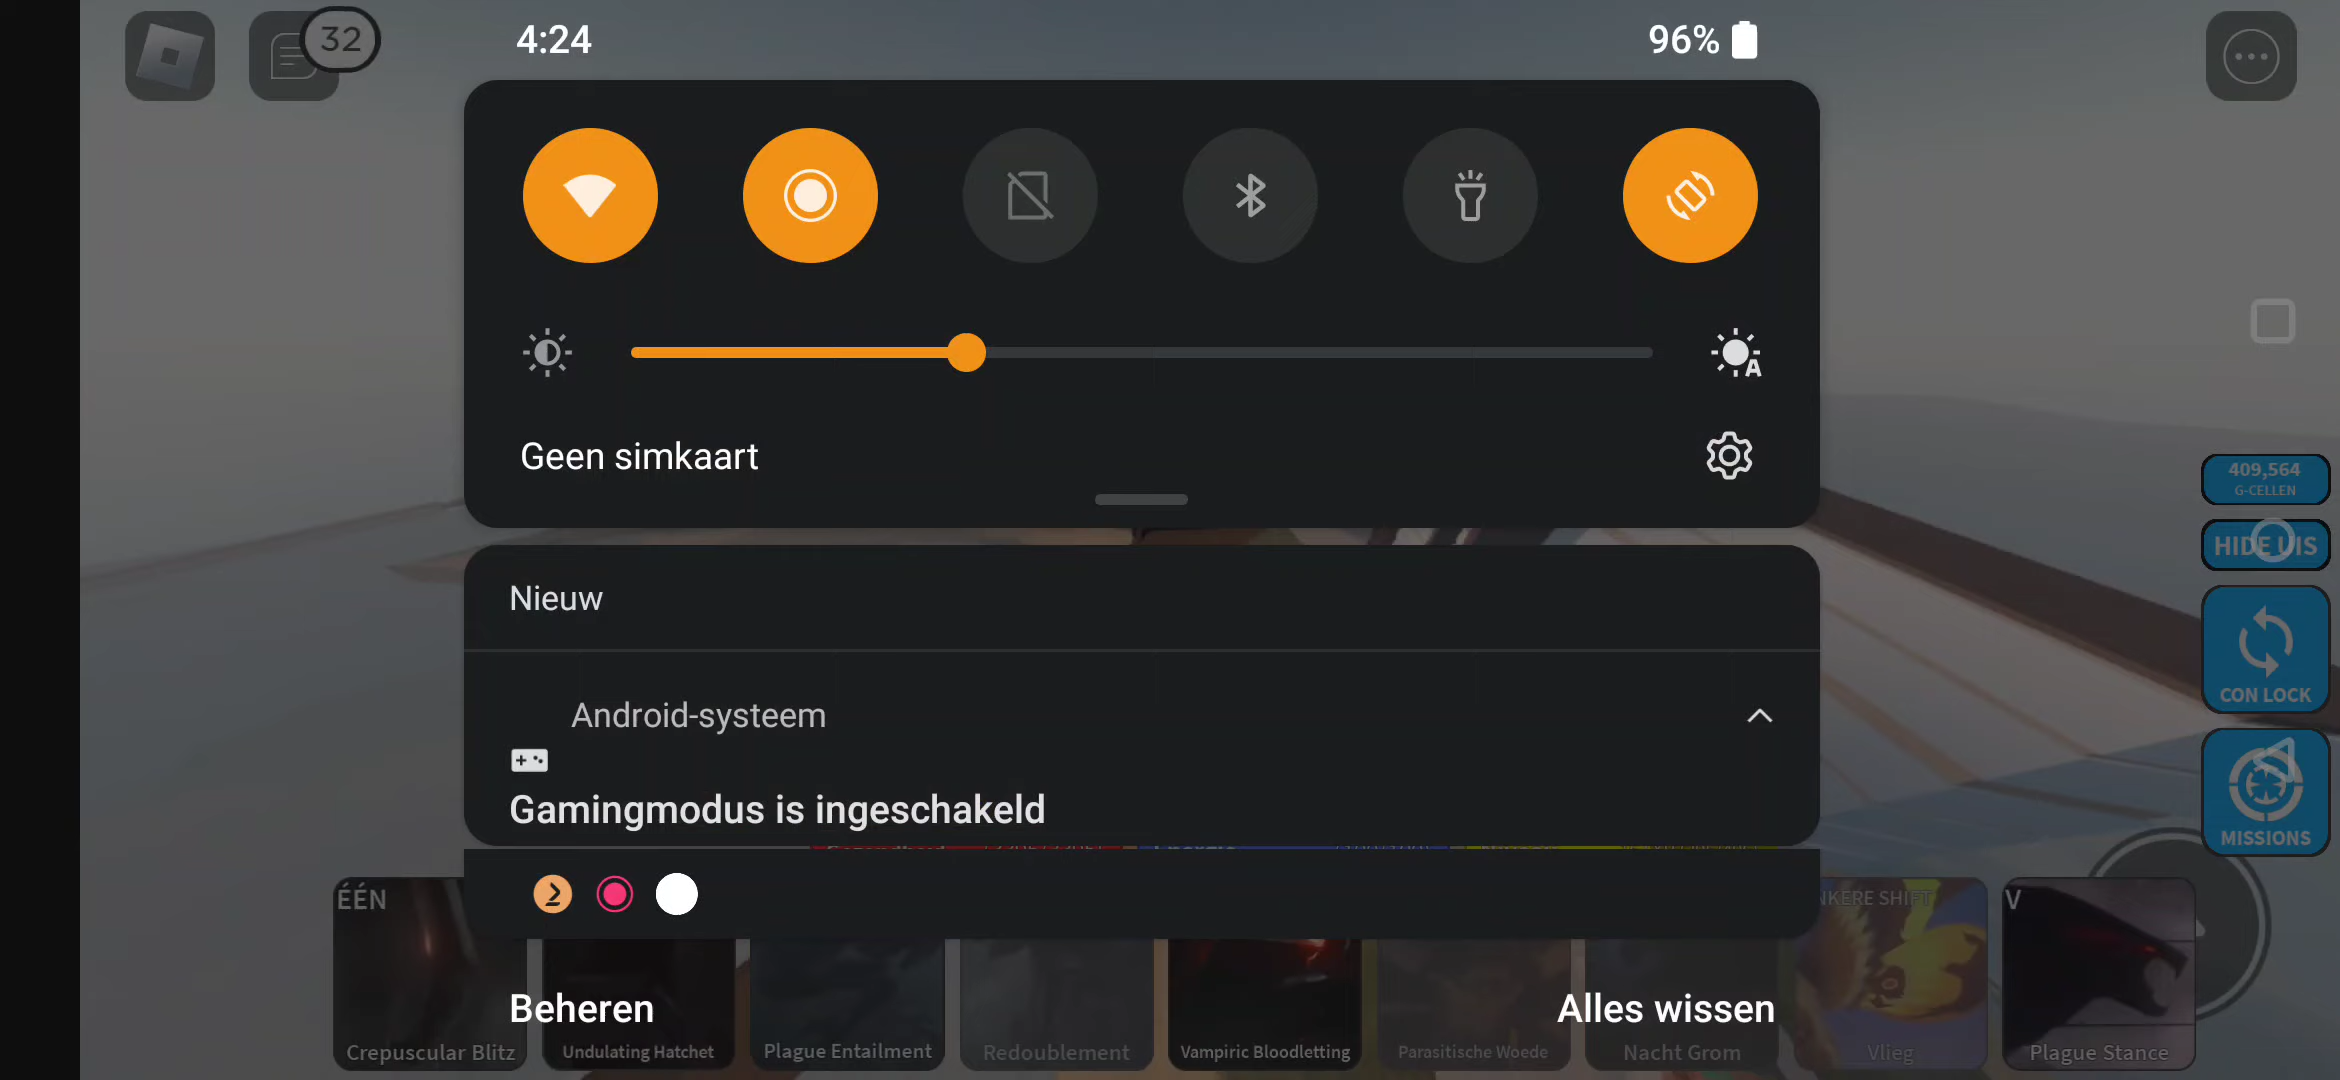 32
4:24
96%
A
Geen simkaart
409,564
G-CELLEN
HIDE UIS
Nieuw
CON LOCK
Android-systeem
Gamingmodus is ingeschakeld
MISSIONS
ÉÉN
NKERE SHIFT
V
Beheren
Alles wissen
Crepuscular Blitz
Undulating Hatchet
Plague Entailment
Redoublement
Vampiric Bloodletting
Parasitische Woede
Nacht Grom
Vlieg
Plague Stance